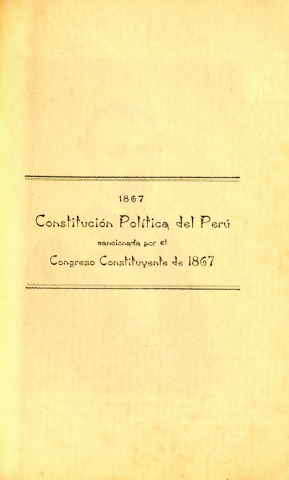 1867
Constitución Política del Perú
sancionada por el
Congreso Constituyente de 1867